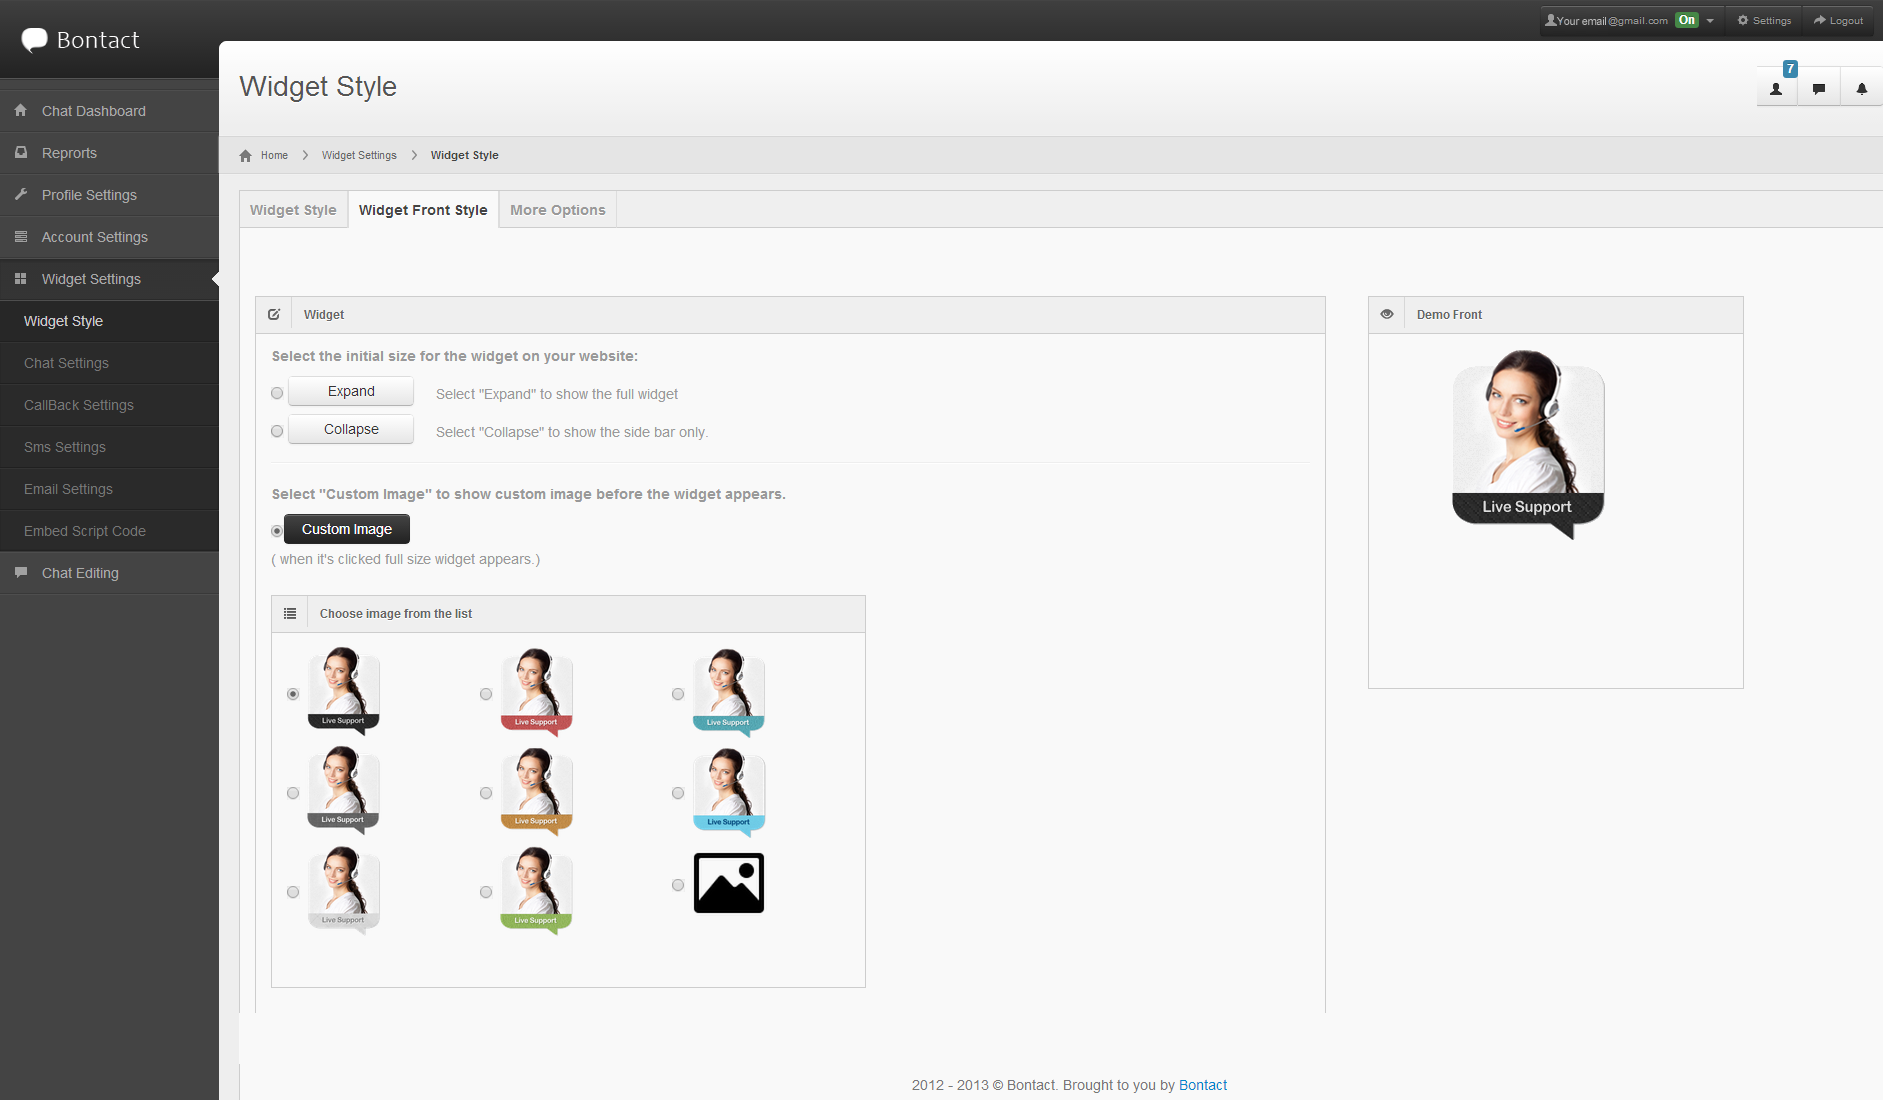 Bontact
Your email@gmail.com On Settings Logout
Widget Style
7
Chat Dashboard
Reprorts
Profile Settings
Account Settings
Widget Settings
Widget Style
Chat Settings
CallBack Settings
Sms Settings
Email Settings
Embed Script Code
Chat Editing
Home Widget Settings Widget Style
Widget Style Widget Front Style More Options
Widget
Select the initial size for the widget on your website:
Expand Select "Expand" to show the full widget
Collapse Select "Collapse" to show the side bar only.
Select "Custom Image" to show custom image before the widget appears.
Custom Image
( when it's clicked full size widget appears.)
Choose image from the list
Live Support Live Support Live Support
Live Support Live Support Live Support
Live Support Live Support
Demo Front
Live Support
2012 - 2013 © Bontact. Brought to you by Bontact